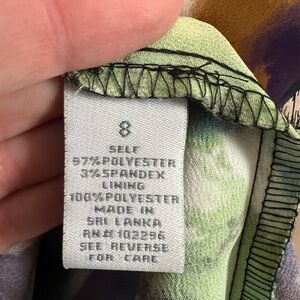 8
SELF
97%POLYESTER
3%SPANDEX
LINING
100%POLYESTER
MADE IN
SRI LANKA
RN#102296
SEE REVERSE
FOR CARE